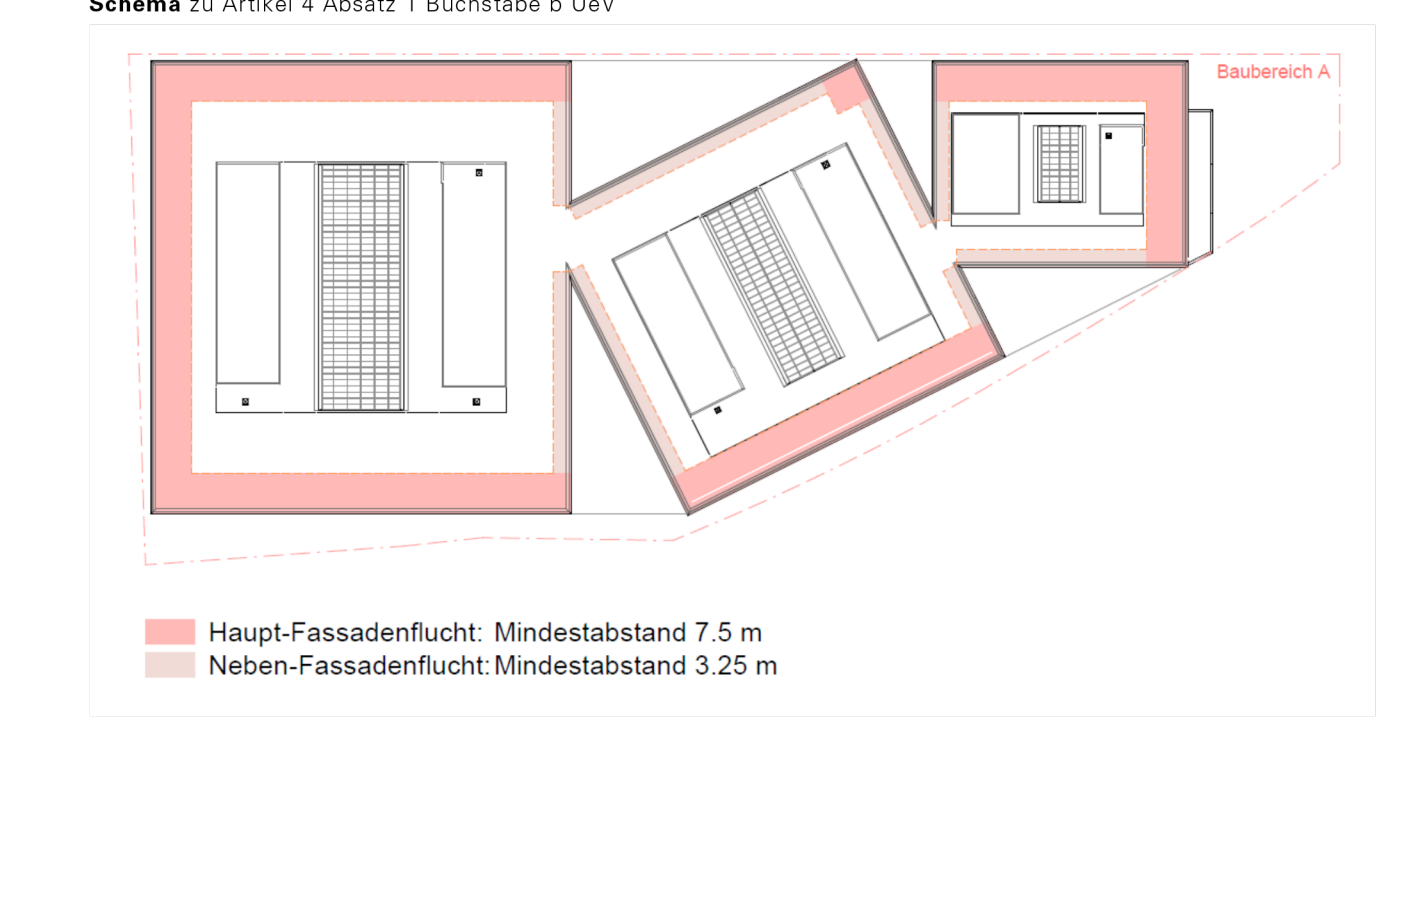 Schema zu Artikel 4 Absatz 1 Buchstabe b UeV
Baubereich A
Haupt-Fassadenflucht: Mindestabstand 7.5 m
Neben-Fassadenflucht: Mindestabstand 3.25 m